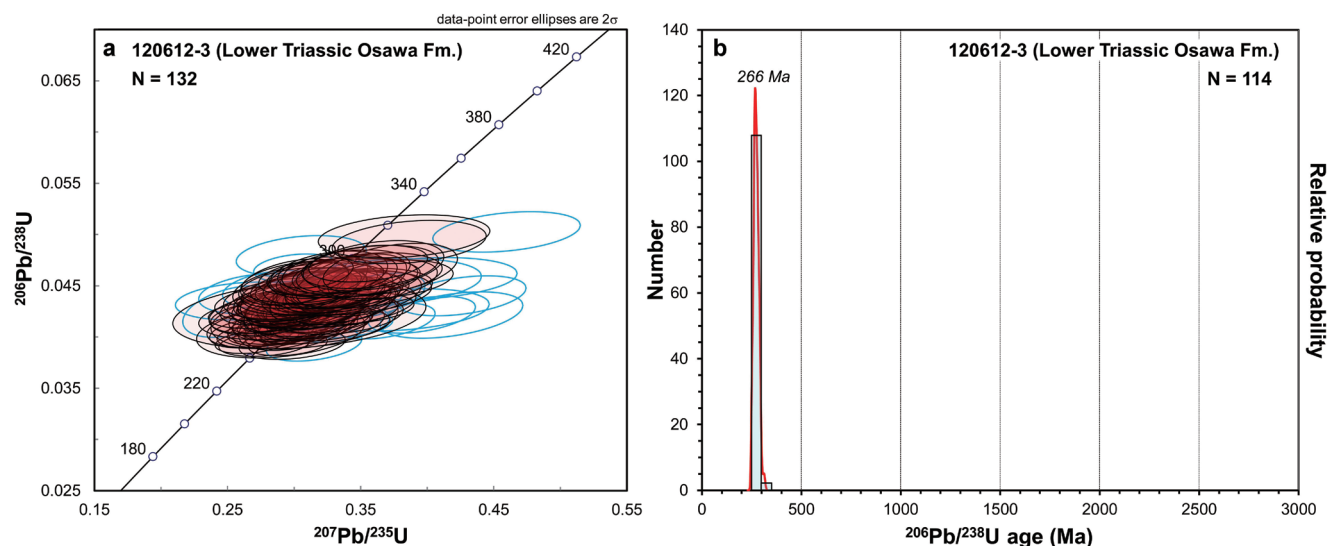 data-point error ellipses are 2σ
a 120612-3 (Lower Triassic Osawa Fm.)
N = 132
420
380
340
300
220
180
0.065
0.055
0.045
0.035
0.025
0.15
0.25
0.35
0.45
0.55
²⁰⁶Pb/²³⁸U
²⁰⁷Pb/²³⁵U
b 120612-3 (Lower Triassic Osawa Fm.)
266 Ma
N = 114
140
120
100
80
60
40
20
0
Number
Relative probability
0
500
1000
1500
2000
2500
3000
²⁰⁶Pb/²³⁸U age (Ma)